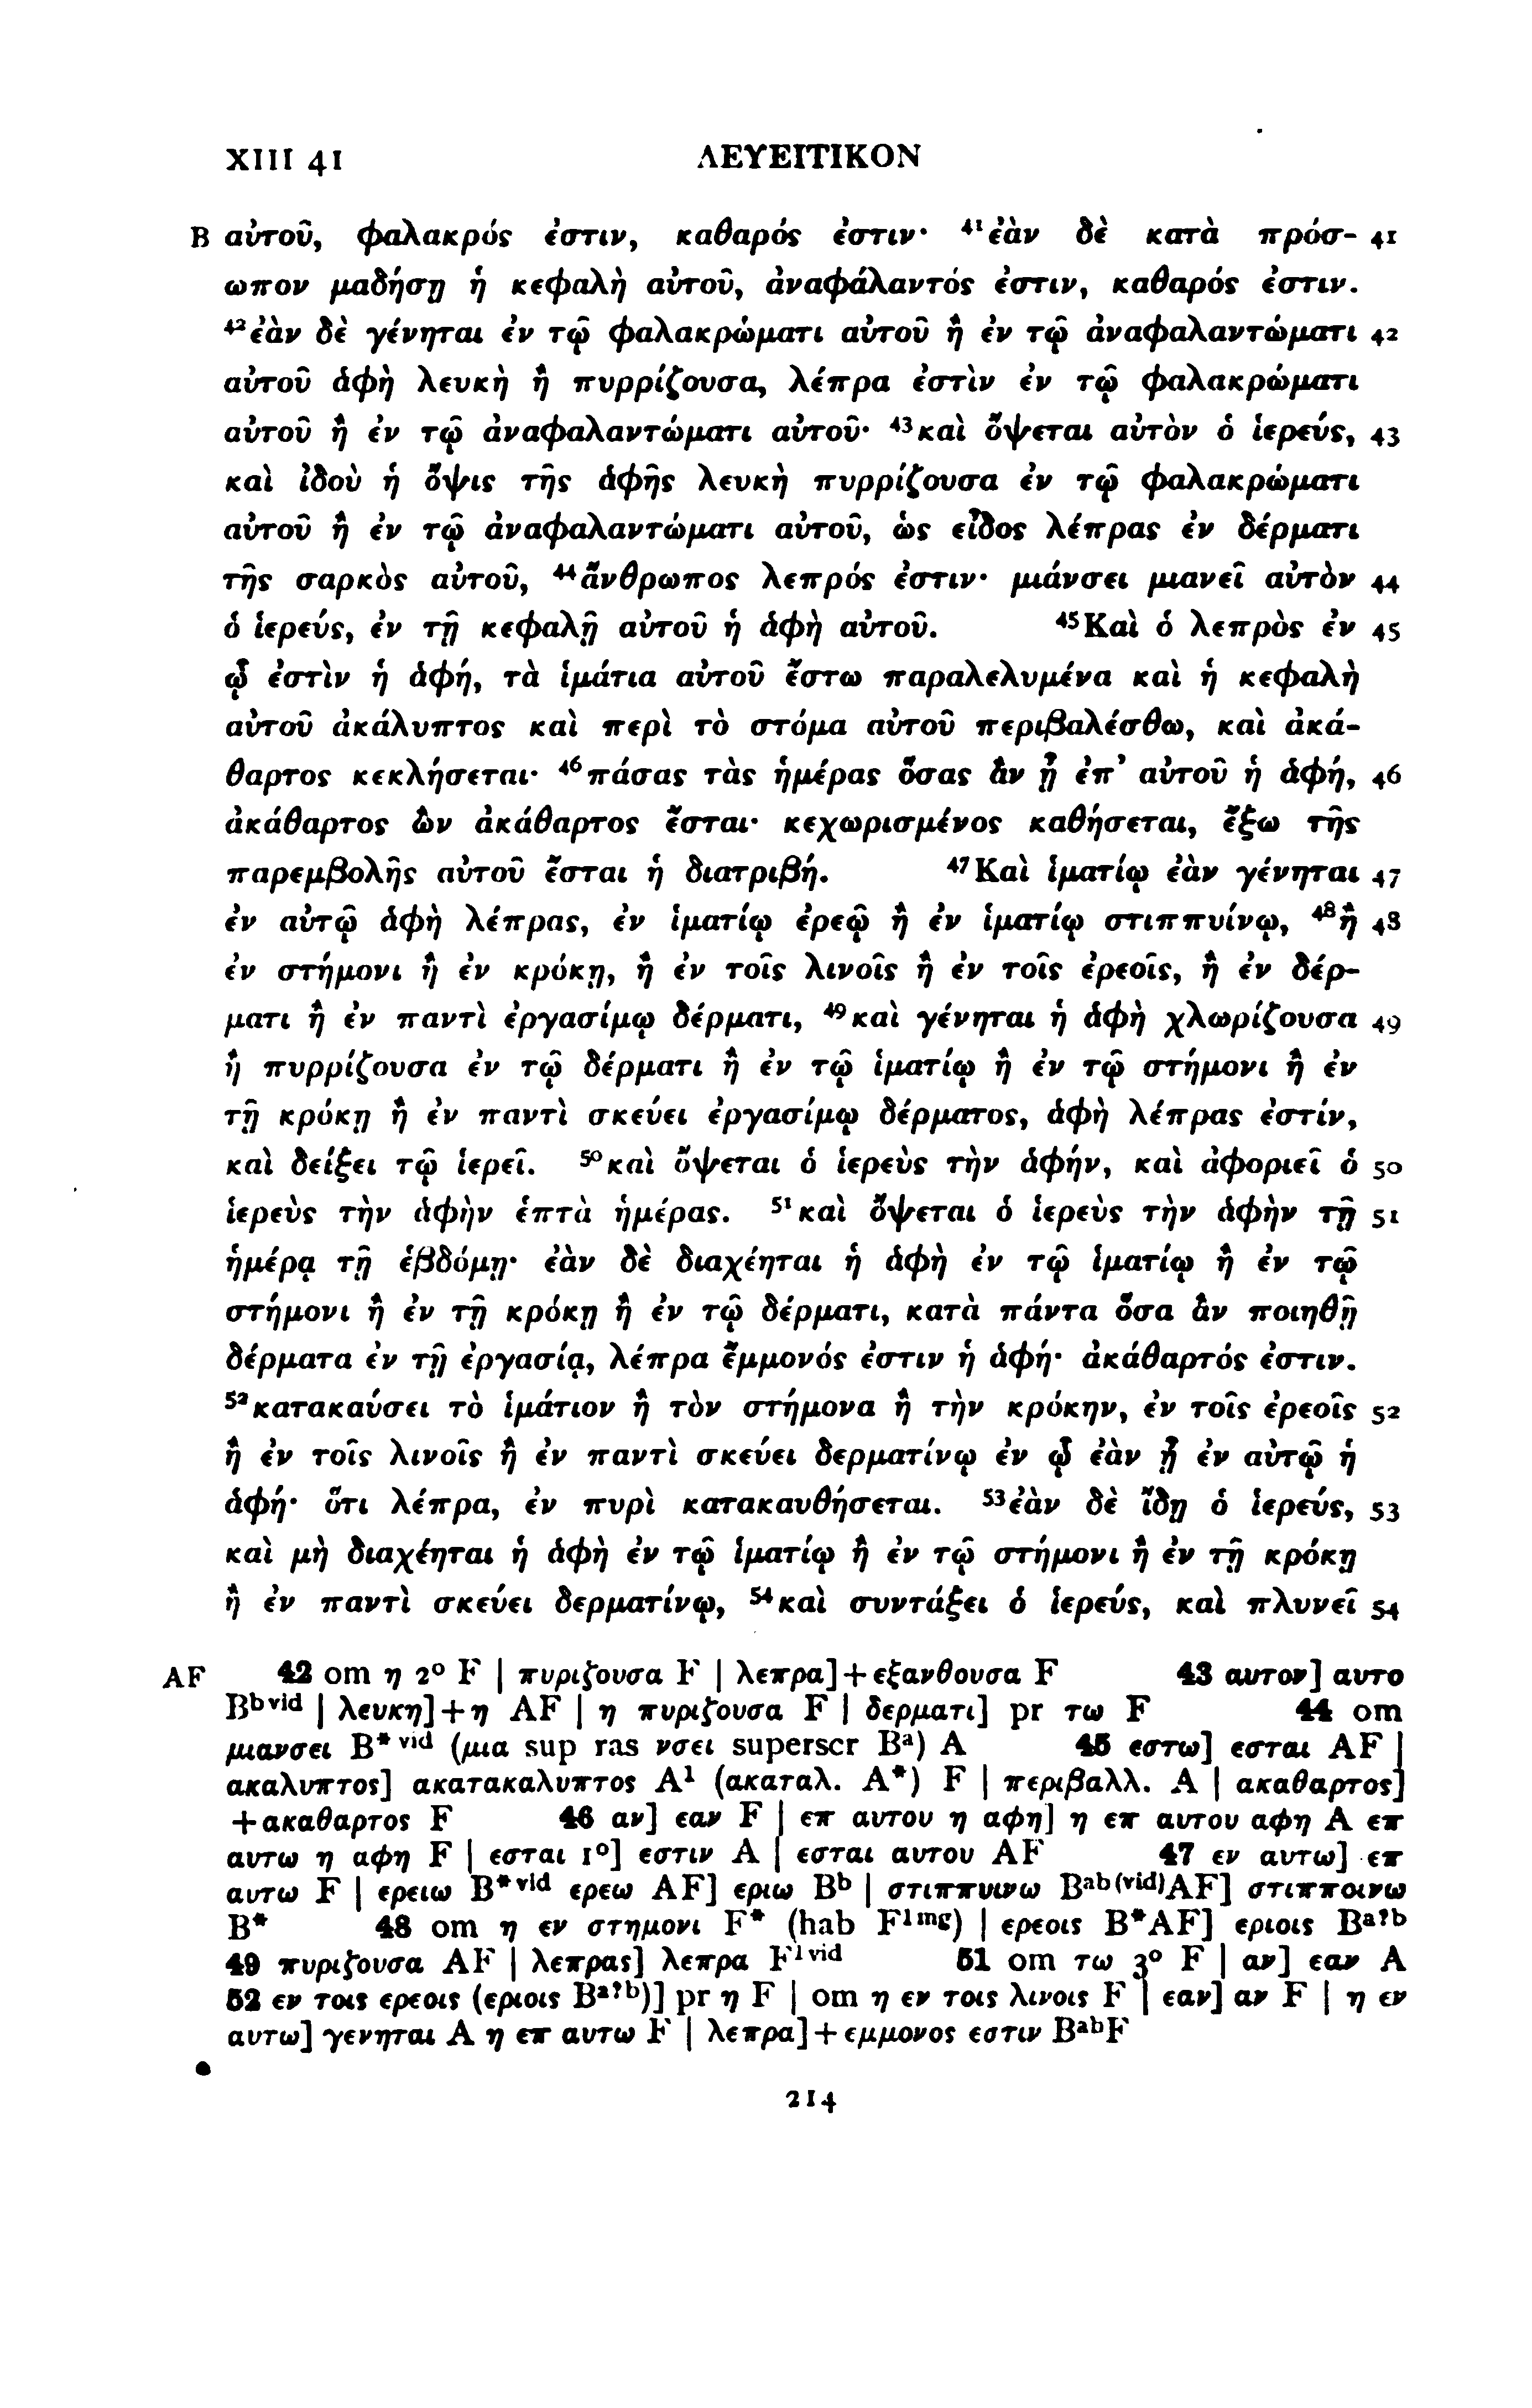 XIII 41 ΛΕΥΕΙΤΙΚΟΝ
B αὐτοῦ, φαλακρός ἐστιν, καθαρός ἐστιν· ⁴¹ἐὰν δὲ κατὰ πρόσ- 41
ωπον μαδήσῃ ἡ κεφαλὴ αὐτοῦ, ἀναφάλαντός ἐστιν, καθαρός ἐστιν.
⁴²ἐὰν δὲ γένηται ἐν τῷ φαλακρώματι αὐτοῦ ἢ ἐν τῷ ἀναφαλαντώματι 42
αὐτοῦ ἁφὴ λευκὴ ἢ πυρρίζουσα, λέπρα ἐστὶν ἐν τῷ φαλακρώματι
αὐτοῦ ἢ ἐν τῷ ἀναφαλαντώματι αὐτοῦ· ⁴³καὶ ὄψεται αὐτὸν ὁ ἱερεύς, 43
καὶ ἰδοὺ ἡ ὄψις τῆς ἁφῆς λευκὴ πυρρίζουσα ἐν τῷ φαλακρώματι
αὐτοῦ ἢ ἐν τῷ ἀναφαλαντώματι αὐτοῦ, ὡς εἶδος λέπρας ἐν δέρματι
τῆς σαρκὸς αὐτοῦ, ⁴⁴ἄνθρωπος λεπρός ἐστιν· μιάνσει μιανεῖ αὐτὸν 44
ὁ ἱερεύς, ἐν τῇ κεφαλῇ αὐτοῦ ἡ ἁφὴ αὐτοῦ. ⁴⁵Καὶ ὁ λεπρὸς ἐν 45
ᾧ ἐστὶν ἡ ἁφή, τὰ ἱμάτια αὐτοῦ ἔστω παραλελυμένα καὶ ἡ κεφαλὴ
αὐτοῦ ἀκάλυπτος καὶ περὶ τὸ στόμα αὐτοῦ περιβαλέσθω, καὶ ἀκά-
θαρτος κεκλήσεται· ⁴⁶πάσας τὰς ἡμέρας ὅσας ἂν ᾖ ἐπ᾽ αὐτοῦ ἡ ἁφή, 46
ἀκάθαρτος ὢν ἀκάθαρτος ἔσται· κεχωρισμένος καθήσεται, ἔξω τῆς
παρεμβολῆς αὐτοῦ ἔσται ἡ διατριβή. ⁴⁷Καὶ ἱματίῳ ἐὰν γένηται 47
ἐν αὐτῷ ἁφὴ λέπρας, ἐν ἱματίῳ ἐρεῷ ἢ ἐν ἱματίῳ στιππυίνῳ, ⁴⁸ἢ 48
ἐν στήμονι ἢ ἐν κρόκῃ, ἢ ἐν τοῖς λινοῖς ἢ ἐν τοῖς ἐρεοῖς, ἢ ἐν δέρ-
ματι ἢ ἐν παντὶ ἐργασίμῳ δέρματι, ⁴⁹καὶ γένηται ἡ ἁφὴ χλωρίζουσα 49
ἢ πυρρίζουσα ἐν τῷ δέρματι ἢ ἐν τῷ ἱματίῳ ἢ ἐν τῷ στήμονι ἢ ἐν
τῇ κρόκῃ ἢ ἐν παντὶ σκεύει ἐργασίμῳ δέρματος, ἁφὴ λέπρας ἐστίν,
καὶ δείξει τῷ ἱερεῖ. ⁵⁰καὶ ὄψεται ὁ ἱερεὺς τὴν ἁφήν, καὶ ἀφοριεῖ ὁ 50
ἱερεὺς τὴν ἁφὴν ἑπτὰ ἡμέρας. ⁵¹καὶ ὄψεται ὁ ἱερεὺς τὴν ἁφὴν τῇ 51
ἡμέρᾳ τῇ ἑβδόμῃ· ἐὰν δὲ διαχέηται ἡ ἁφὴ ἐν τῷ ἱματίῳ ἢ ἐν τῷ
στήμονι ἢ ἐν τῇ κρόκῃ ἢ ἐν τῷ δέρματι, κατὰ πάντα ὅσα ἂν ποιηθῇ
δέρματα ἐν τῇ ἐργασίᾳ, λέπρα ἔμμονός ἐστιν ἡ ἁφή· ἀκάθαρτός ἐστιν.
⁵²κατακαύσει τὸ ἱμάτιον ἢ τὸν στήμονα ἢ τὴν κρόκην, ἐν τοῖς ἐρεοῖς 52
ἢ ἐν τοῖς λινοῖς ἢ ἐν παντὶ σκεύει δερματίνῳ ἐν ᾧ ἐὰν ᾖ ἐν αὐτῷ ἡ
ἁφή· ὅτι λέπρα, ἐν πυρὶ κατακαυθήσεται. ⁵³ἐὰν δὲ ἴδῃ ὁ ἱερεύς, 53
καὶ μὴ διαχέηται ἡ ἁφὴ ἐν τῷ ἱματίῳ ἢ ἐν τῷ στήμονι ἢ ἐν τῇ κρόκῃ
ἢ ἐν παντὶ σκεύει δερματίνῳ, ⁵⁴καὶ συντάξει ὁ ἱερεύς, καὶ πλυνεῖ 54
AF 42 om η 2° F | πυριζουσα F | λεπρα]+εξανθουσα F 43 αυτον] αυτο
Bᵇᵛⁱᵈ | λευκη]+η AF | η πυριζουσα F | δερματι] pr τω F 44 om
μιανσει B*ᵛⁱᵈ (μια sup ras νσει superscr Bᵃ) A 45 εστω] εσται AF |
ακαλυπτος] ακατακαλυπτος A¹ (ακαταλ. A*) F | περιβαλλ. A | ακαθαρτος]
+ακαθαρτος F 46 αν] εαν F | επ αυτου η αφη] η επ αυτου αφη A επ
αυτω η αφη F | εσται 1°] εστιν A | εσται αυτου AF 47 εν αυτω] επ
αυτω F | ερειω B*ᵛⁱᵈ ερεω AF] εριω Bᵇ | στιππυινω Bᵃᵇ⁽ᵛⁱᵈ⁾AF] στιπποινω
B* 48 om η εν στημονι F* (hab F¹ᵐᵍ) | ερεοις B*AF] εριοις Bᵃ?ᵇ
49 πυριζουσα AF | λεπρας] λεπρα F¹ᵛⁱᵈ 51 om τω 3° F | αν] εαν A
52 εν τοις ερεοις (εριοις Bᵃ?ᵇ)] pr η F | om η εν τοις λινοις F | εαν] αν F | η εν
αυτω] γενηται A η επ αυτω F | λεπρα]+εμμονος εστιν BᵃᵇF
214